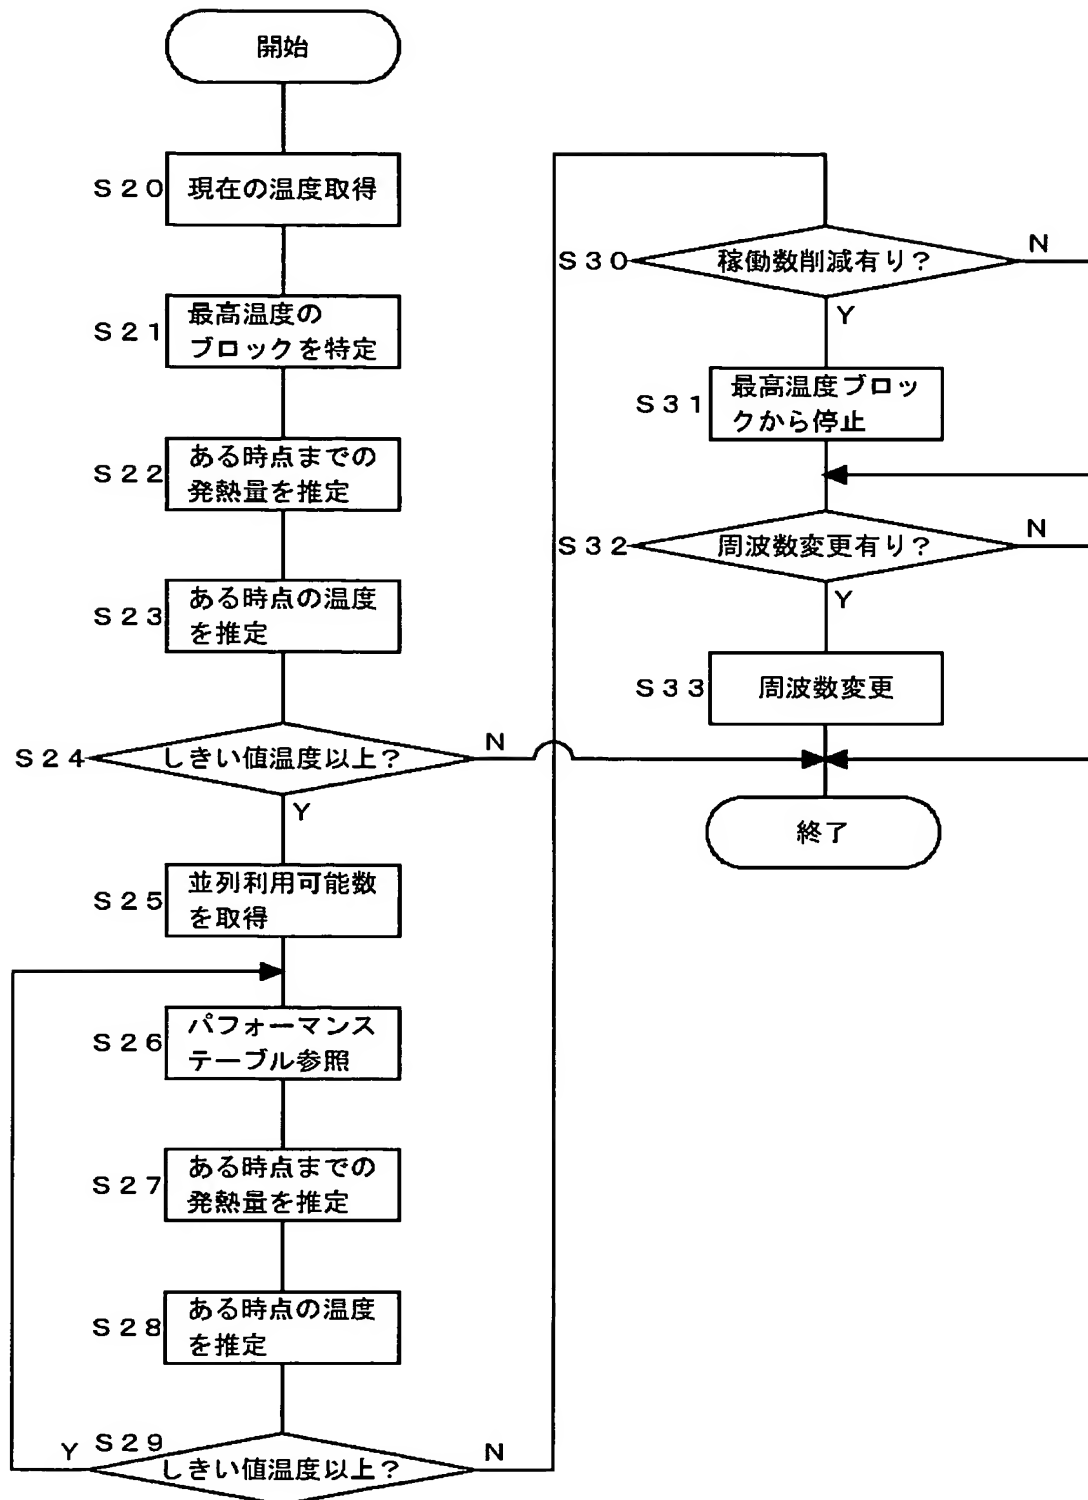 開始
S20
現在の温度取得
S21
最高温度の
ブロックを特定
S22
ある時点までの
発熱量を推定
S23
ある時点の温度
を推定
S24
しきい値温度以上?
N
Y
S25
並列利用可能数
を取得
S26
パフォーマンス
テーブル参照
S27
ある時点までの
発熱量を推定
S28
ある時点の温度
を推定
S29
しきい値温度以上?
Y
N
S30
稼働数削減有り?
N
Y
S31
最高温度ブロッ
クから停止
S32
周波数変更有り?
N
Y
S33
周波数変更
終了